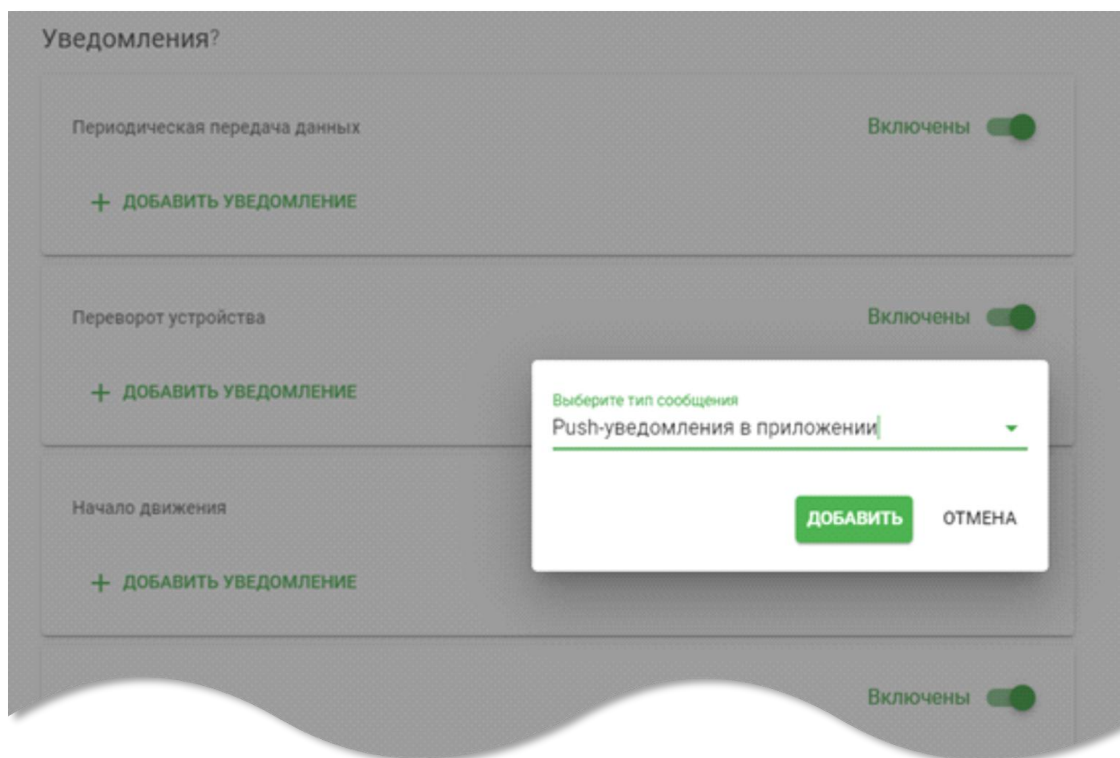 Уведомления?
Периодическая передача данных
Включены
+ ДОБАВИТЬ УВЕДОМЛЕНИЕ
Переворот устройства
Включены
+ ДОБАВИТЬ УВЕДОМЛЕНИЕ
Выберите тип сообщения
Push-уведомления в приложении
Начало движения
ДОБАВИТЬ ОТМЕНА
+ ДОБАВИТЬ УВЕДОМЛЕНИЕ
Включены